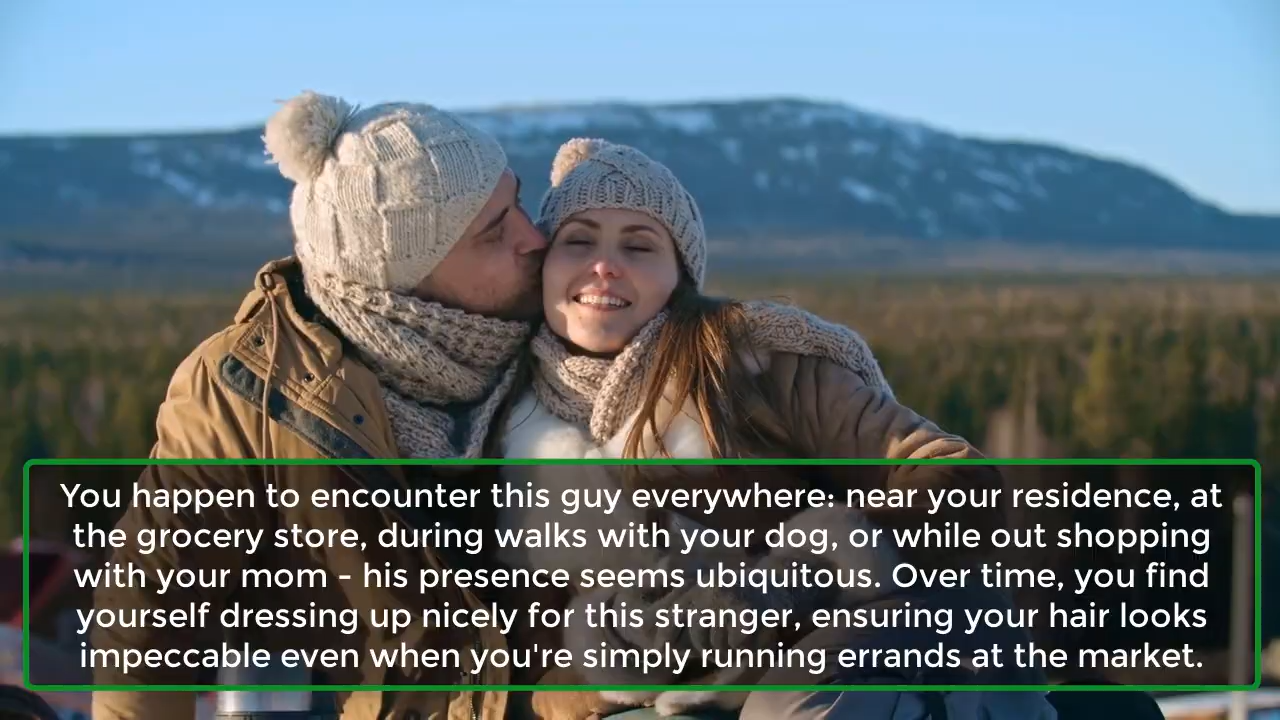 You happen to encounter this guy everywhere: near your residence, at
the grocery store, during walks with your dog, or while out shopping
with your mom - his presence seems ubiquitous. Over time, you find
yourself dressing up nicely for this stranger, ensuring your hair looks
impeccable even when you're simply running errands at the market.